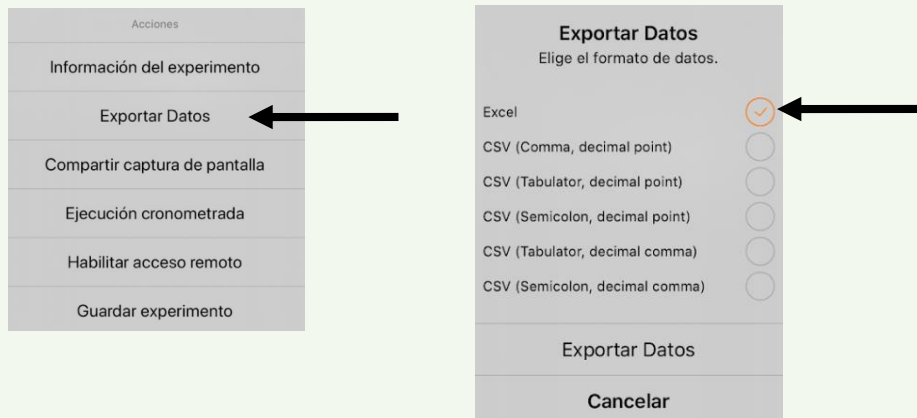 Acciones
Información del experimento
Exportar Datos
Compartir captura de pantalla
Ejecución cronometrada
Habilitar acceso remoto
Guardar experimento
Exportar Datos
Elige el formato de datos.
Excel
CSV (Comma, decimal point)
CSV (Tabulator, decimal point)
CSV (Semicolon, decimal point)
CSV (Tabulator, decimal comma)
CSV (Semicolon, decimal comma)
Exportar Datos
Cancelar